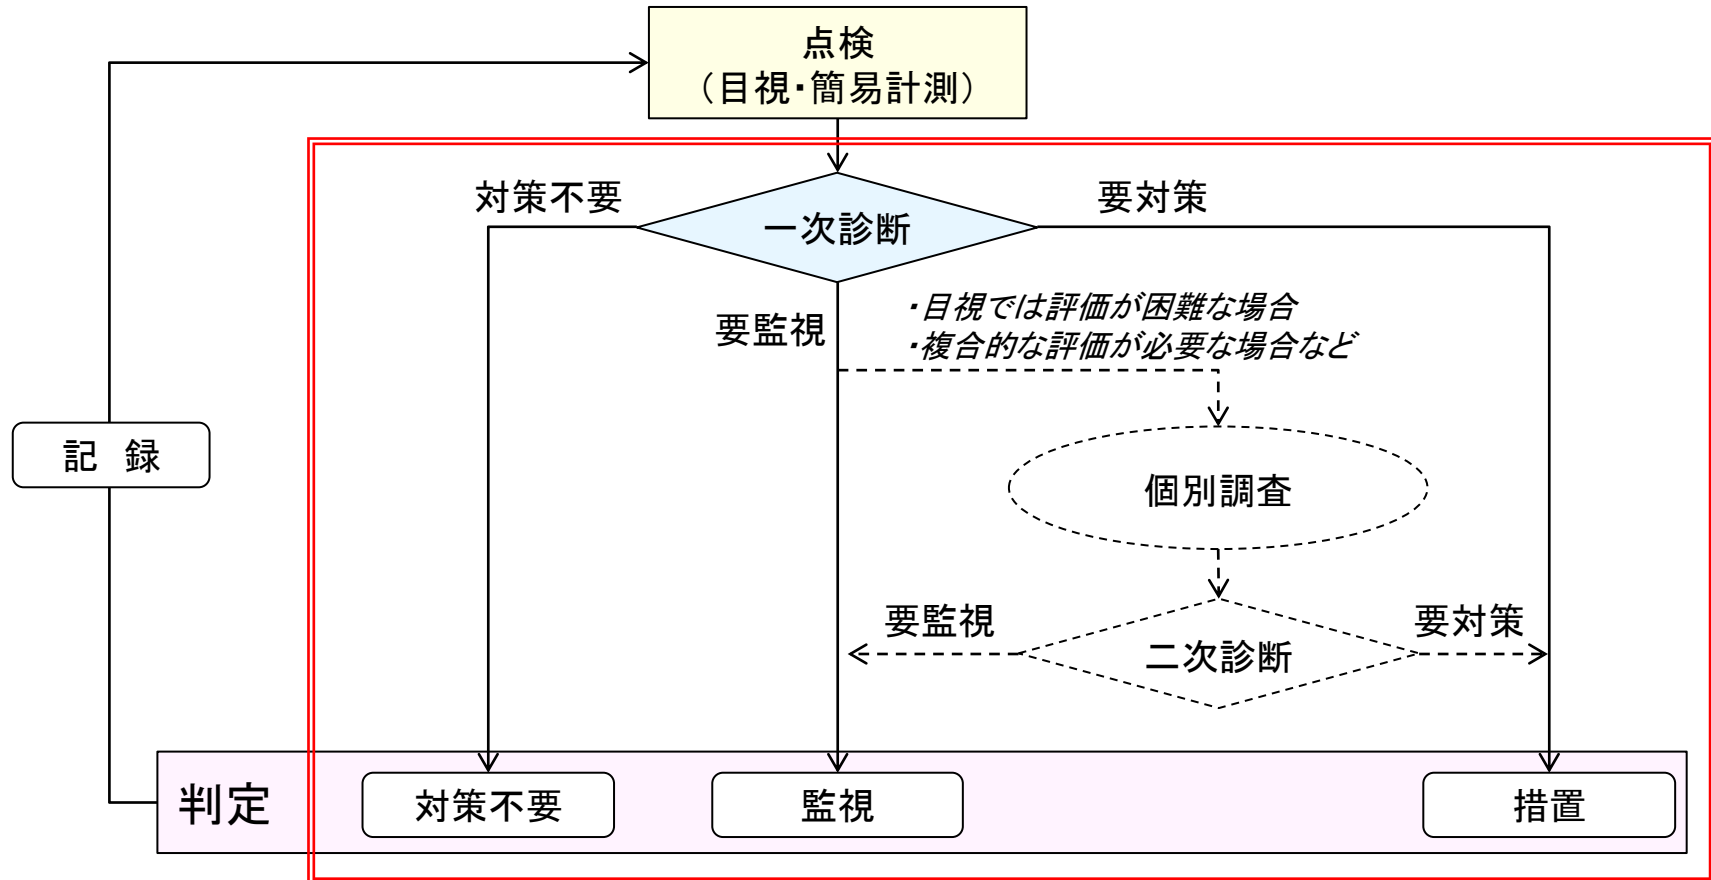 点検
（目視・簡易計測）
対策不要
要対策
一次診断
要監視
・目視では評価が困難な場合
・複合的な評価が必要な場合など
記　録
個別調査
要監視
要対策
二次診断
判定
対策不要
監視
措置